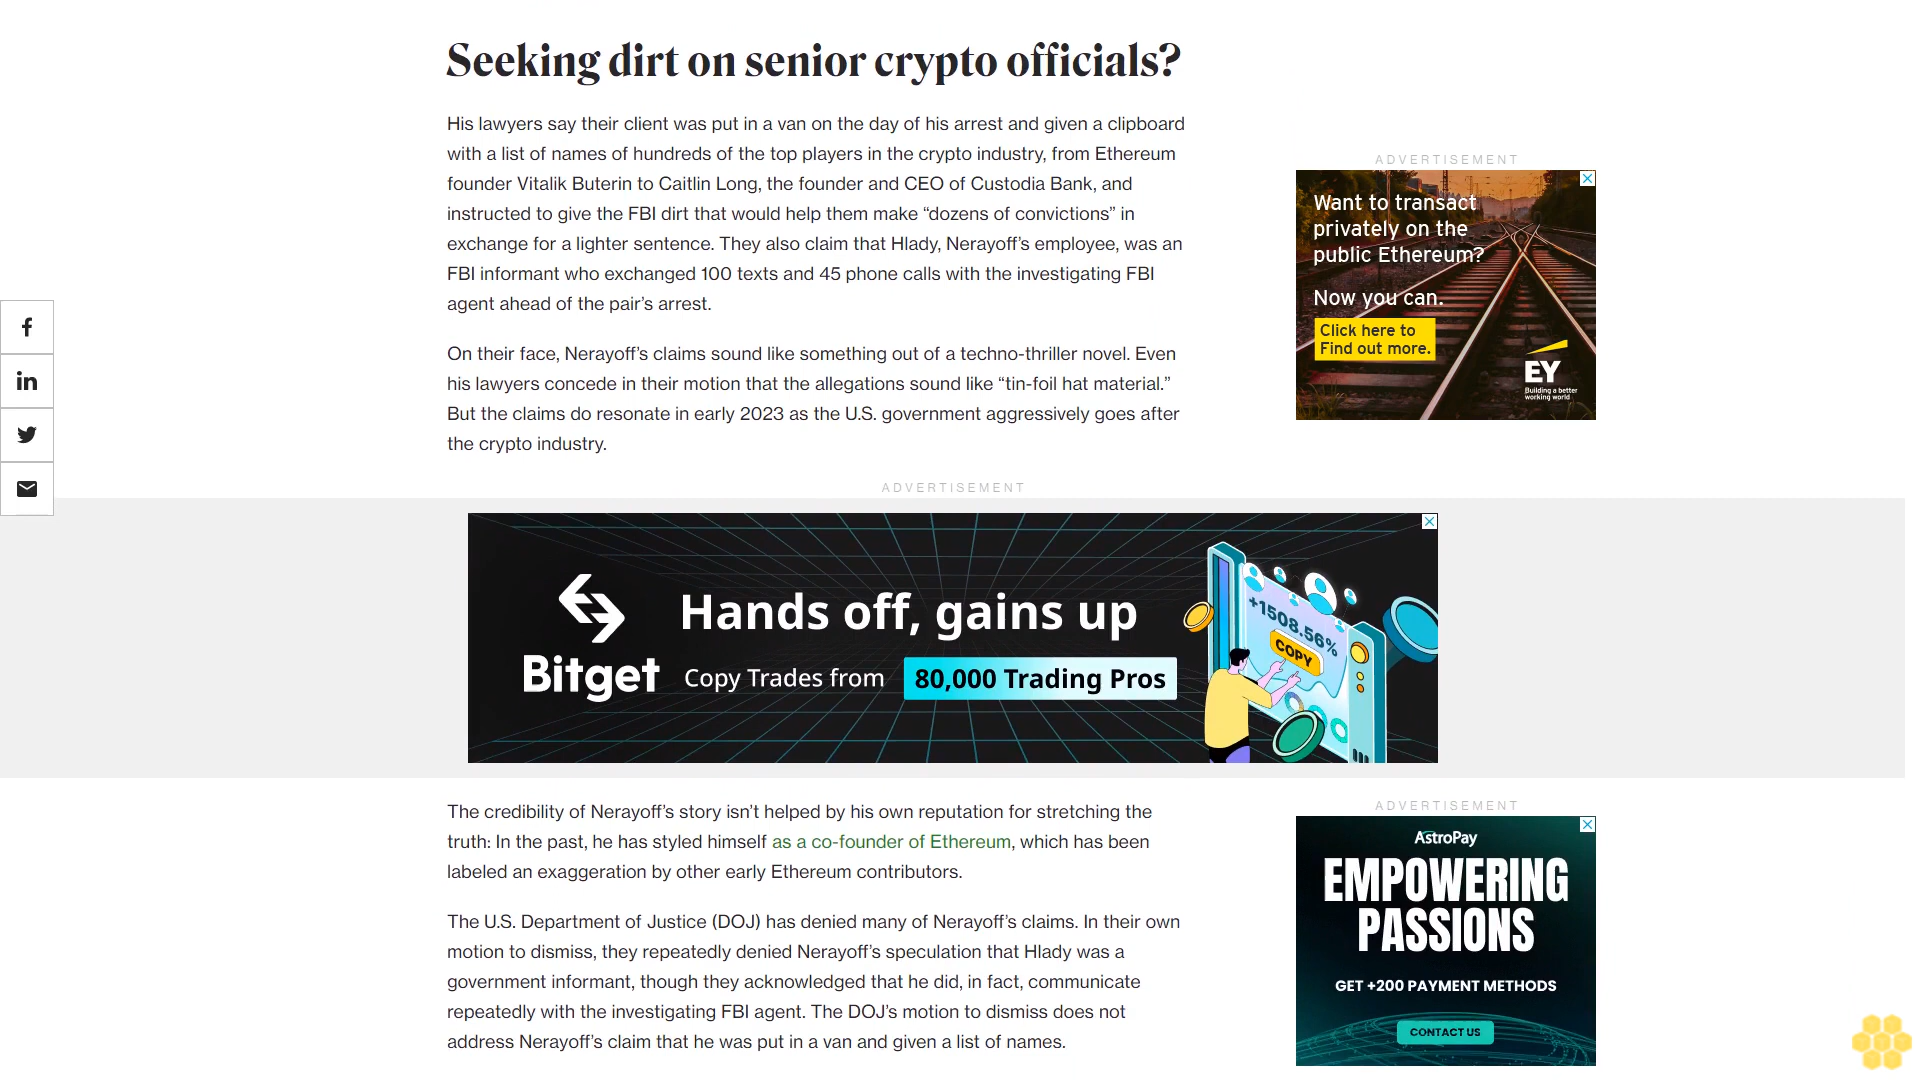 Seeking dirt on senior crypto officials?
His lawyers say their client was put in a van on the day of his arrest and given a clipboard
with a list of names of hundreds of the top players in the crypto industry, from Ethereum
founder Vitalik Buterin to Caitlin Long, the founder and CEO of Custodia Bank, and
instructed to give the FBI dirt that would help them make “dozens of convictions” in
exchange for a lighter sentence. They also claim that Hlady, Nerayoff’s employee, was an
FBI informant who exchanged 100 texts and 45 phone calls with the investigating FBI
agent ahead of the pair’s arrest.
On their face, Nerayoff’s claims sound like something out of a techno-thriller novel. Even
his lawyers concede in their motion that the allegations sound like “tin-foil hat material.”
But the claims do resonate in early 2023 as the U.S. government aggressively goes after
the crypto industry.
ADVERTISEMENT
Want to transact
privately on the
public Ethereum?
Now you can.
Click here to
Find out more.
EY
Building a better
working world
f
in
ADVERTISEMENT
Bitget
Hands off, gains up
Copy Trades from 80,000 Trading Pros
+1508.56%
COPY
The credibility of Nerayoff’s story isn’t helped by his own reputation for stretching the
truth: In the past, he has styled himself as a co-founder of Ethereum, which has been
labeled an exaggeration by other early Ethereum contributors.
The U.S. Department of Justice (DOJ) has denied many of Nerayoff’s claims. In their own
motion to dismiss, they repeatedly denied Nerayoff’s speculation that Hlady was a
government informant, though they acknowledged that he did, in fact, communicate
repeatedly with the investigating FBI agent. The DOJ’s motion to dismiss does not
address Nerayoff’s claim that he was put in a van and given a list of names.
ADVERTISEMENT
AstroPay
EMPOWERING
PASSIONS
GET +200 PAYMENT METHODS
CONTACT US